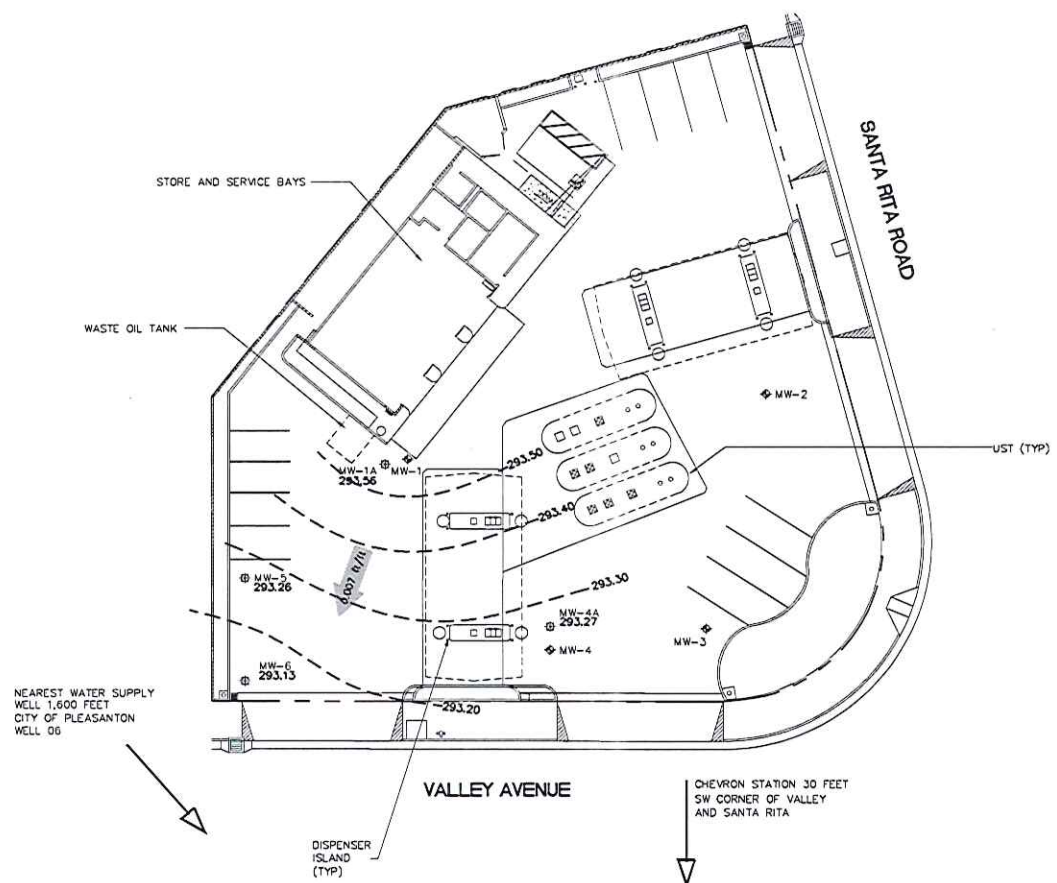 STORE AND SERVICE BAYS
SANTA RITA ROAD
WASTE OIL TANK
MW-2
293.50
UST (TYP)
MW-1A
293.56
MW-1
293.40
0.007 ft/ft
MW-5
293.26
293.30
MW-4A
293.27
MW-3
MW-4
MW-6
293.13
293.20
NEAREST WATER SUPPLY
WELL 1,600 FEET
CITY OF PLEASANTON
WELL 06
VALLEY AVENUE
CHEVRON STATION 30 FEET
SW CORNER OF VALLEY
AND SANTA RITA
DISPENSER
ISLAND
(TYP)